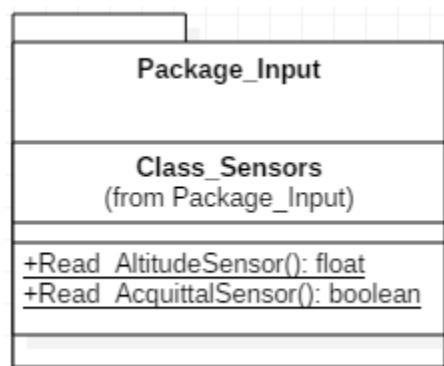 Package_Input
Class_Sensors
(from Package_Input)
+Read_AltitudeSensor(): float
+Read_AcquittalSensor(): boolean